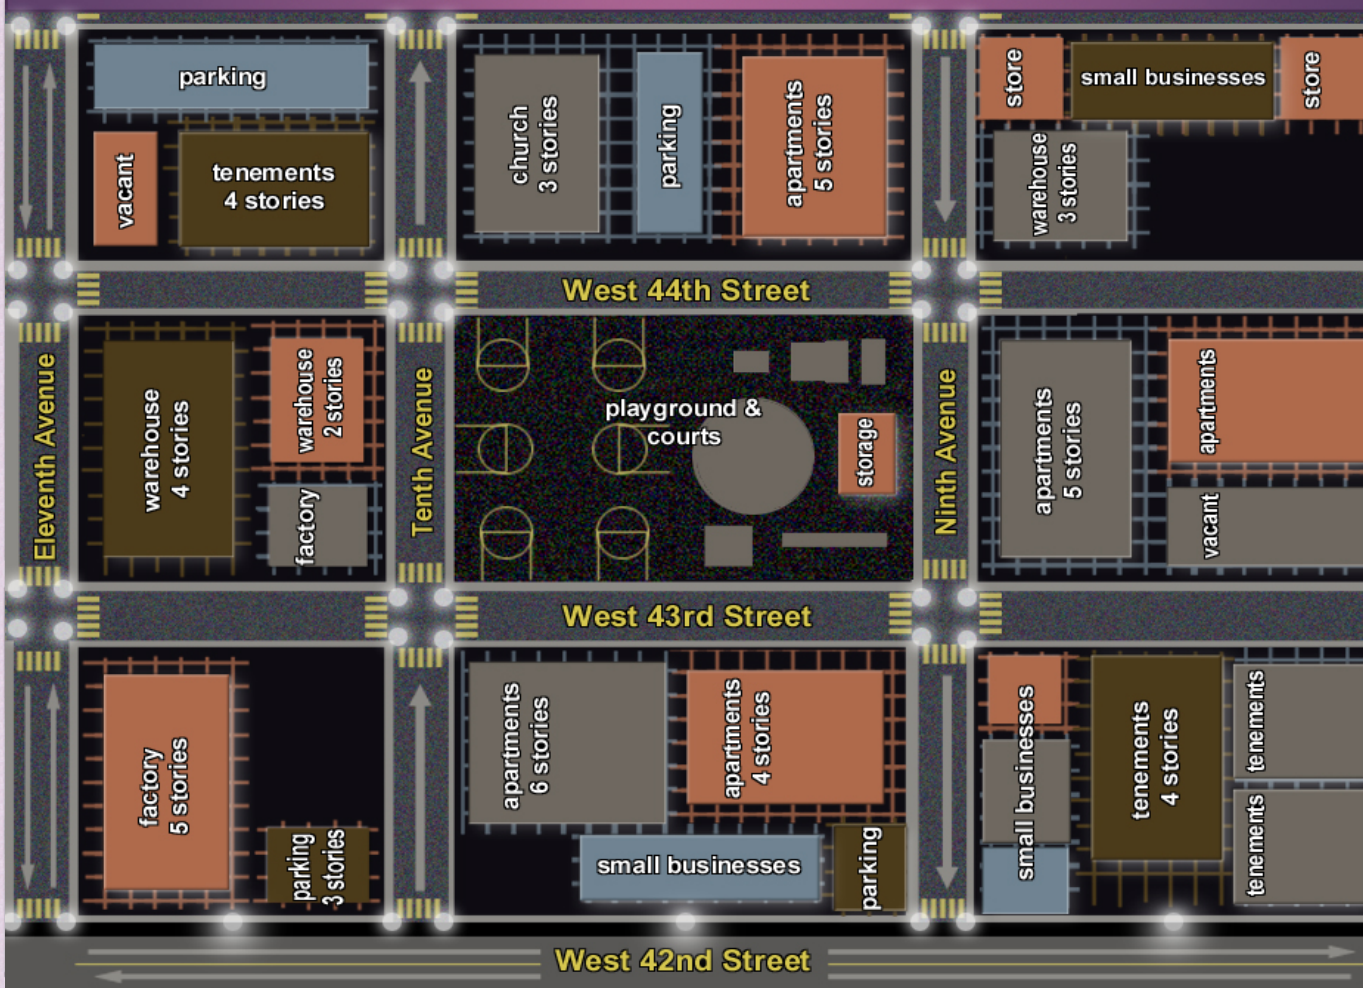 parking
vacant
tenements
4 stories
church
3 stories
parking
apartments
5 stories
store
small businesses
store
warehouse
3 stories
West 44th Street
Eleventh Avenue
warehouse
4 stories
warehouse
2 stories
factory
Tenth Avenue
playground &
courts
storage
Ninth Avenue
apartments
5 stories
apartments
vacant
West 43rd Street
factory
5 stories
parking
3 stories
apartments
6 stories
apartments
4 stories
small businesses
parking
small businesses
tenements
4 stories
tenements
tenements
West 42nd Street